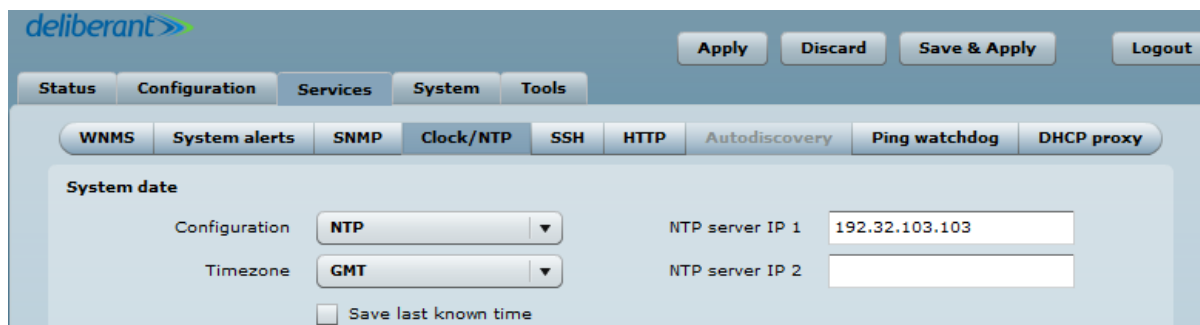 deliberant
Apply Discard Save & Apply Logout
Status Configuration Services System Tools
WNMS System alerts SNMP Clock/NTP SSH HTTP Autodiscovery Ping watchdog DHCP proxy
System date
Configuration NTP NTP server IP 1 192.32.103.103
Timezone GMT NTP server IP 2
Save last known time